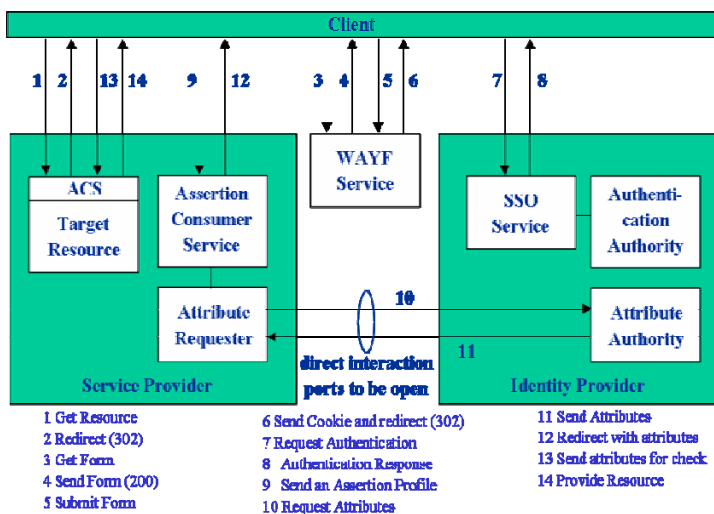 Client
1 2 13 14 9 12 3 4 5 6 7 8
ACS
Target
Resource
Assertion
Consumer
Service
WAYF
Service
SSO
Service
Authenti-
cation
Authority
Attribute
Requester
10
11
Attribute
Authority
direct interaction
ports to be open
Service Provider
Identity Provider
1 Get Resource
2 Redirect (302)
3 Get Form
4 Send Form (200)
5 Submit Form
6 Send Cookie and redirect (302)
7 Request Authentication
8 Authentication Response
9 Send an Assertion Profile
10 Request Attributes
11 Send Attributes
12 Redirect with attributes
13 Send attributes for check
14 Provide Resource